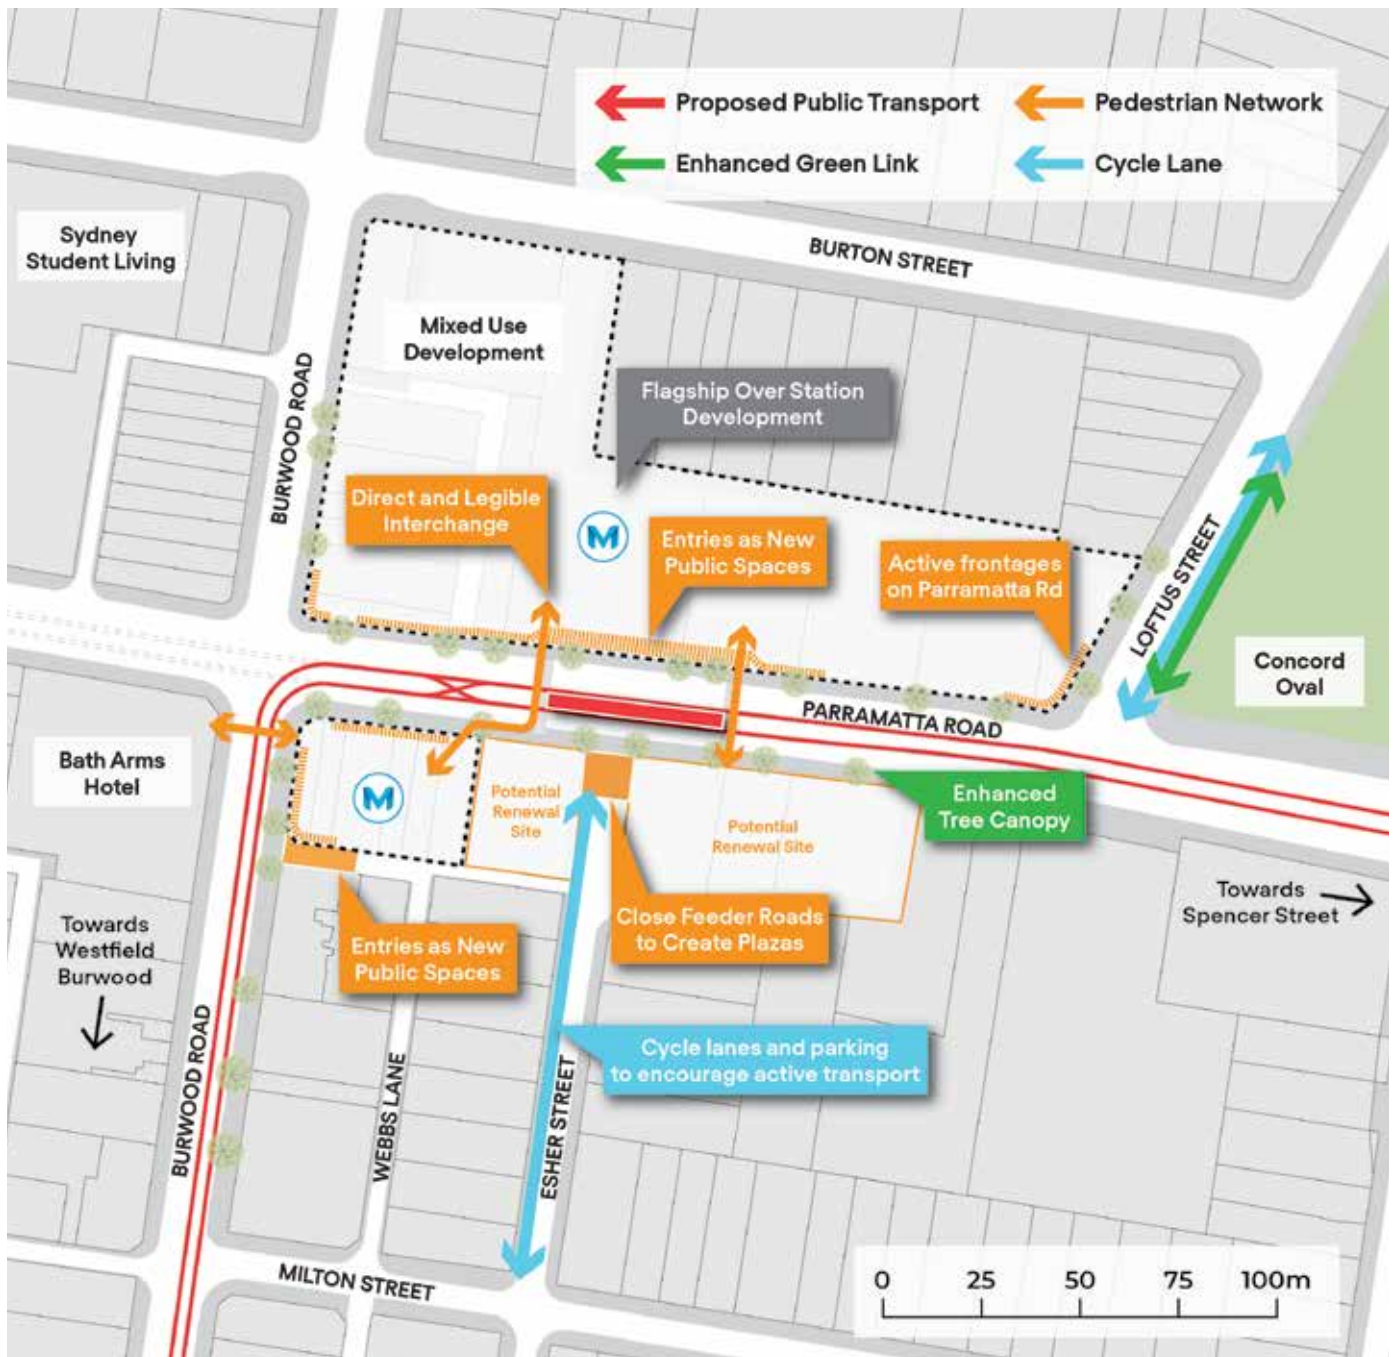 Proposed Public Transport
Pedestrian Network
Enhanced Green Link
Cycle Lane
Sydney
Student Living
BURTON STREET
Mixed Use
Development
BURWOOD ROAD
Flagship Over Station
Development
Direct and Legible
Interchange
M
Entries as New
Public Spaces
Active frontages
on Parramatta Rd
LOFTUS STREET
Concord
Oval
PARRAMATTA ROAD
Bath Arms
Hotel
M
Potential
Renewal
Site
Potential
Renewal Site
Enhanced
Tree Canopy
Towards
Spencer Street
Towards
Westfield
Burwood
Entries as New
Public Spaces
Close Feeder Roads
to Create Plazas
Cycle lanes and parking
to encourage active transport
BURWOOD ROAD
WEBBS LANE
ESHER STREET
MILTON STREET
0 25 50 75 100m